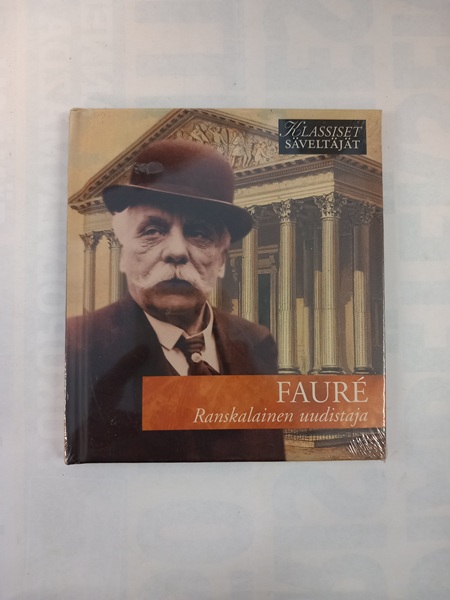 KLASSISET
SÄVELTÄJÄT
FAURÉ
Ranskalainen uudistaja